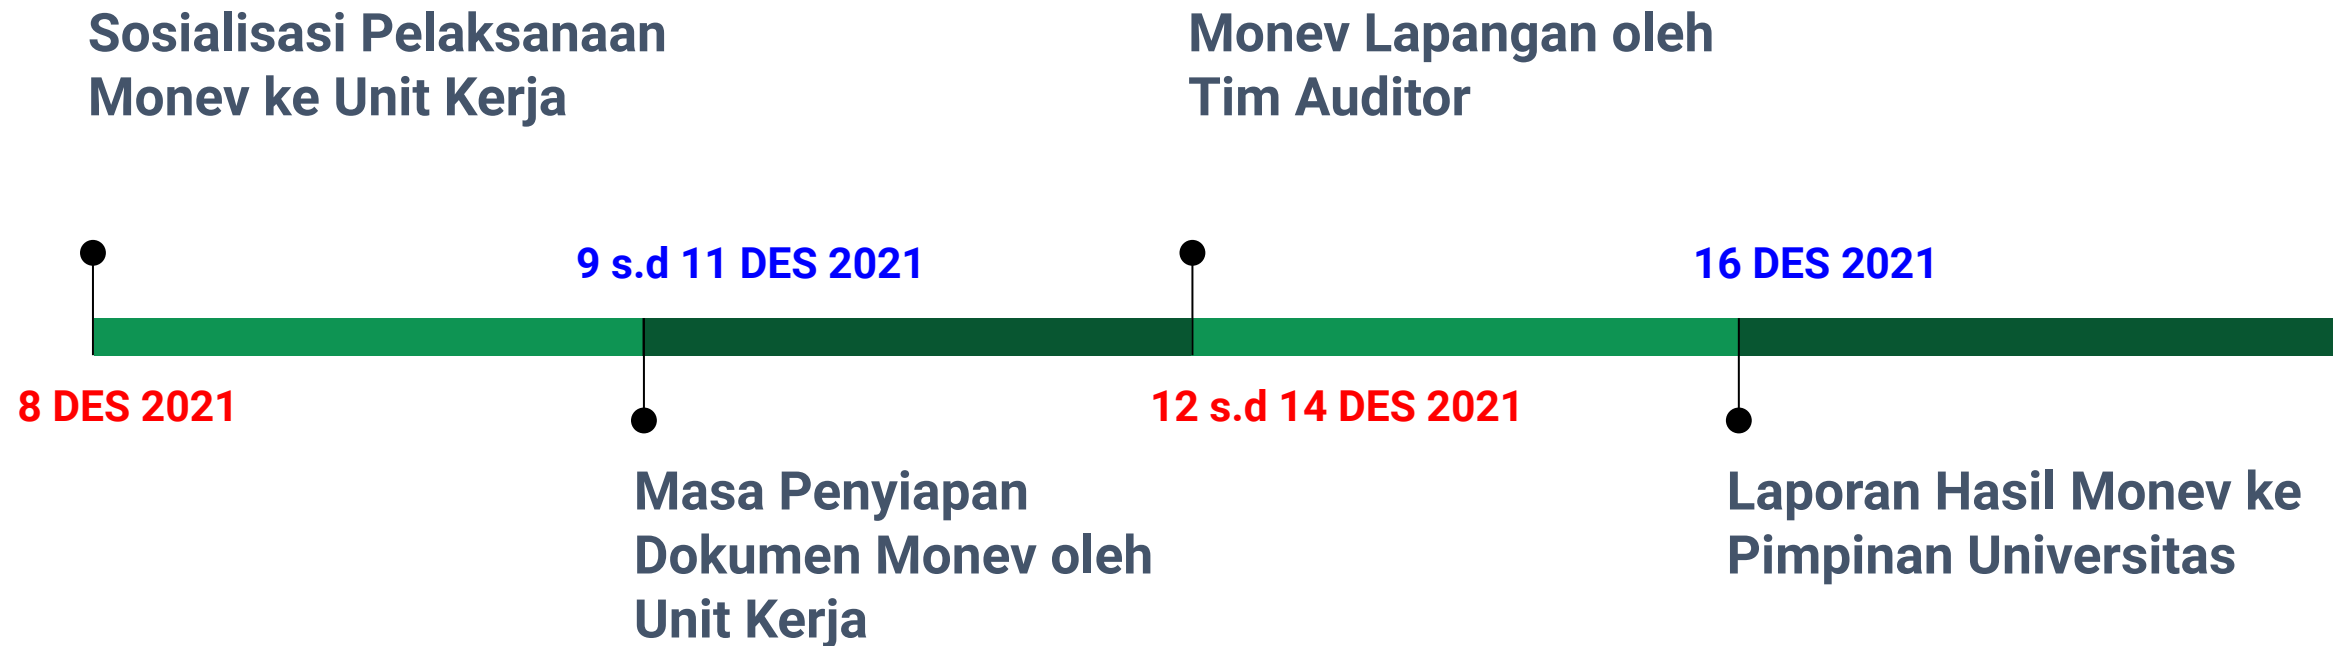 Sosialisasi Pelaksanaan
Monev ke Unit Kerja
8 DES 2021
9 s.d 11 DES 2021
Masa Penyiapan
Dokumen Monev oleh
Unit Kerja
Monev Lapangan oleh
Tim Auditor
12 s.d 14 DES 2021
16 DES 2021
Laporan Hasil Monev ke
Pimpinan Universitas